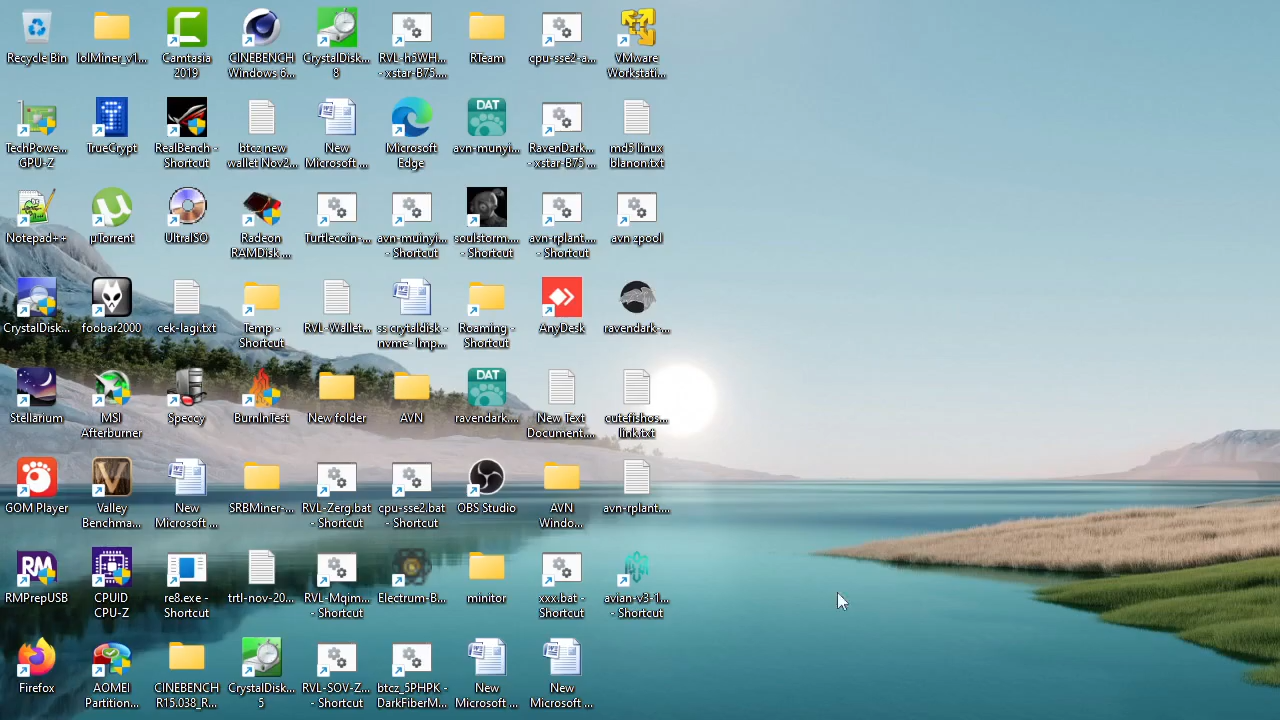 Recycle Bin
lolMiner_v1...
Camtasia
2019
CINEBENCH
Windows 6...
CrystalDisk...
8
RVL-h5WH...
- xstar-B75....
RTeam
cpu-sse2-a...
VMware
Workstati...
TechPowe...
GPU-Z
TrueCrypt
RealBench -
Shortcut
btcz new
wallet Nov2...
New
Microsoft ...
Microsoft
Edge
DAT
avn-munyi...
RavenDark...
- xstar-B75....
md5 linux
blanon.txt
Notepad++
µTorrent
UltraISO
Radeon
RAMDisk ...
Turtlecoin-...
avn-muinyi...
- Shortcut
soulstorm....
- Shortcut
avn-rplant....
- Shortcut
avn zpool
CrystalDisk...
foobar2000
cek-lagi.txt
Temp -
Shortcut
RVL-Wallet...
ss crytaldisk -
nvme- Imp...
Roaming -
Shortcut
AnyDesk
ravendark-...
Stellarium
MSI
Afterburner
Speccy
BurnInTest
New folder
AVN
DAT
ravendark....
New Text
Document....
cutefishos...
link.txt
GOM Player
Valley
Benchma...
New
Microsoft ...
SRBMiner-...
RVL-Zerg.bat
- Shortcut
cpu-sse2.bat
- Shortcut
OBS Studio
AVN
Windo...
avn-rplant....
RM
RMPrepUSB
CPUID
CPU-Z
re8.exe -
Shortcut
trtl-nov-20...
RVL-Mqim...
- Shortcut
Electrum-B...
minitor
xxx.bat -
Shortcut
avian-v3-1...
- Shortcut
Firefox
AOMEI
Partition...
CINEBENCH
R15.038_R...
CrystalDisk...
5
RVL-SOV-Z...
- Shortcut
btcz_5PHPK -
DarkFiberM...
New
Microsoft ...
New
Microsoft ...